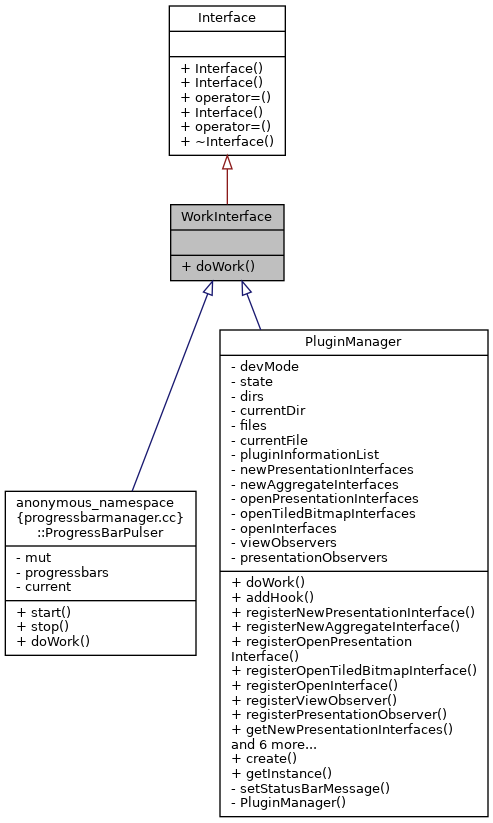 Interface
+ Interface()
+ Interface()
+ operator=()
+ Interface()
+ operator=()
+ ~Interface()
WorkInterface
+ doWork()
PluginManager
- devMode
- state
- dirs
- currentDir
- files
- currentFile
- pluginInformationList
- newPresentationInterfaces
- newAggregateInterfaces
- openPresentationInterfaces
- openTiledBitmapInterfaces
- openInterfaces
- viewObservers
- presentationObservers
+ doWork()
+ addHook()
+ registerNewPresentationInterface()
+ registerNewAggregateInterface()
+ registerOpenPresentation
Interface()
+ registerOpenTiledBitmapInterface()
+ registerOpenInterface()
+ registerViewObserver()
+ registerPresentationObserver()
+ getNewPresentationInterfaces()
and 6 more...
+ create()
+ getInstance()
- setStatusBarMessage()
- PluginManager()
anonymous_namespace
{progressbarmanager.cc}
::ProgressBarPulser
- mut
- progressbars
- current
+ start()
+ stop()
+ doWork()